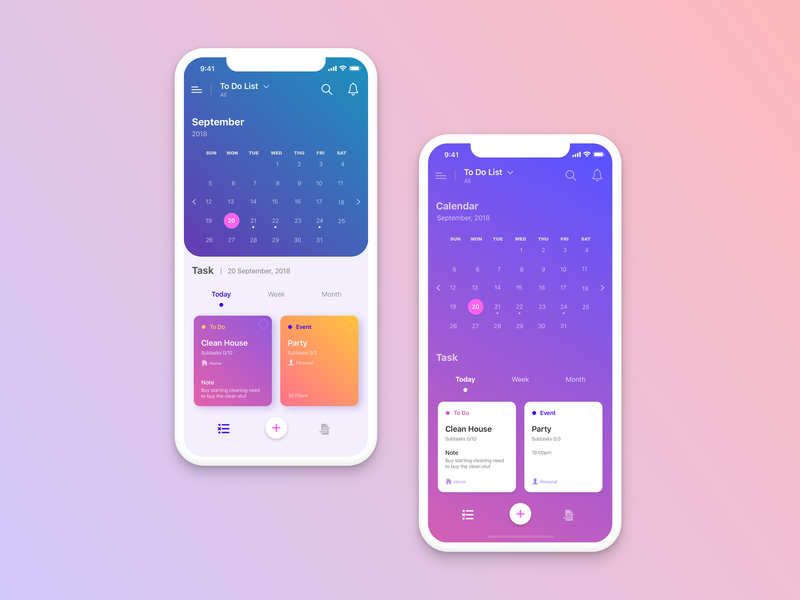 9:41
To Do List
All
September
2018
SUN MON TUE WED THU FRI SAT
1 2 3 4
5 6 7 8 9 10 11
12 13 14 15 16 17 18
19 20 21 22 23 24 25
26 27 28 29 30 31
Task | 20 September, 2018
Today Week Month
To Do
Clean House
Subtasks 0/10
Home
Note
Buy starting cleaning need
to buy the clean stuf
Event
Party
Subtasks 0/3
Personal
19:00pm
9:41
To Do List
All
Calendar
September, 2018
SUN MON TUE WED THU FRI SAT
1 2 3 4
5 6 7 8 9 10 11
12 13 14 15 16 17 18
19 20 21 22 23 24 25
26 27 28 29 30 31
Task
Today Week Month
To Do
Clean House
Subtasks 0/10
Note
Buy starting cleaning need
to buy the clean stuf
Home
Event
Party
Subtasks 0/3
19:00pm
Personal